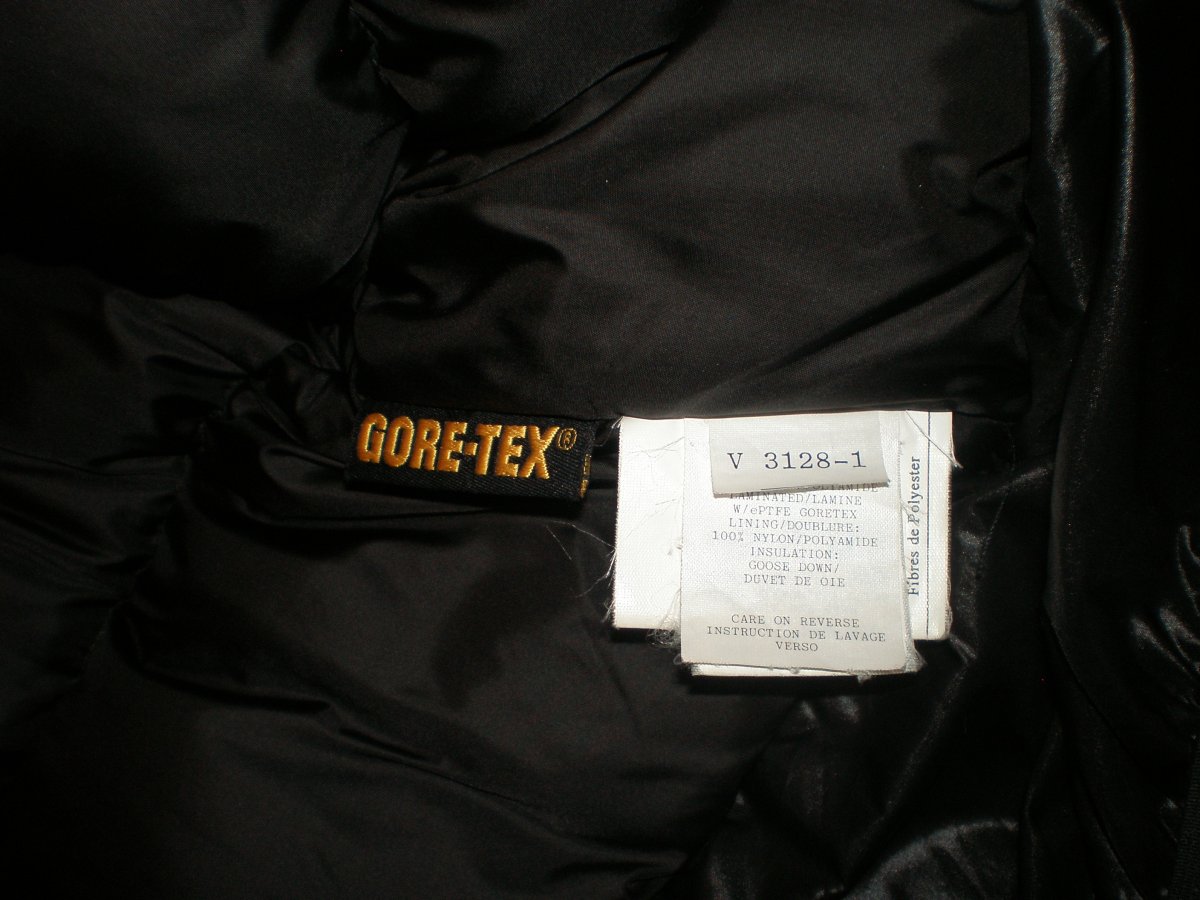 GORE-TEX®
V 3128-1
LAMINATED/LAMINE
W/ePTFE GORETEX
LINING/DOUBLURE:
100% NYLON/POLYAMIDE
INSULATION:
GOOSE DOWN/
DUVET DE OIE
CARE ON REVERSE
INSTRUCTION DE LAVAGE
VERSO
Fibres de Polyester